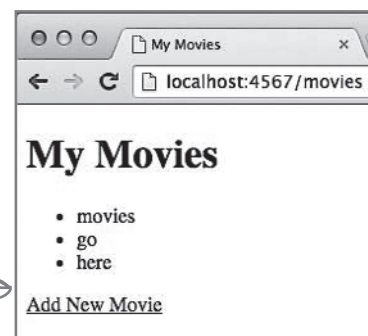 My Movies
localhost:4567/movies
My Movies
movies
go
here
Add New Movie